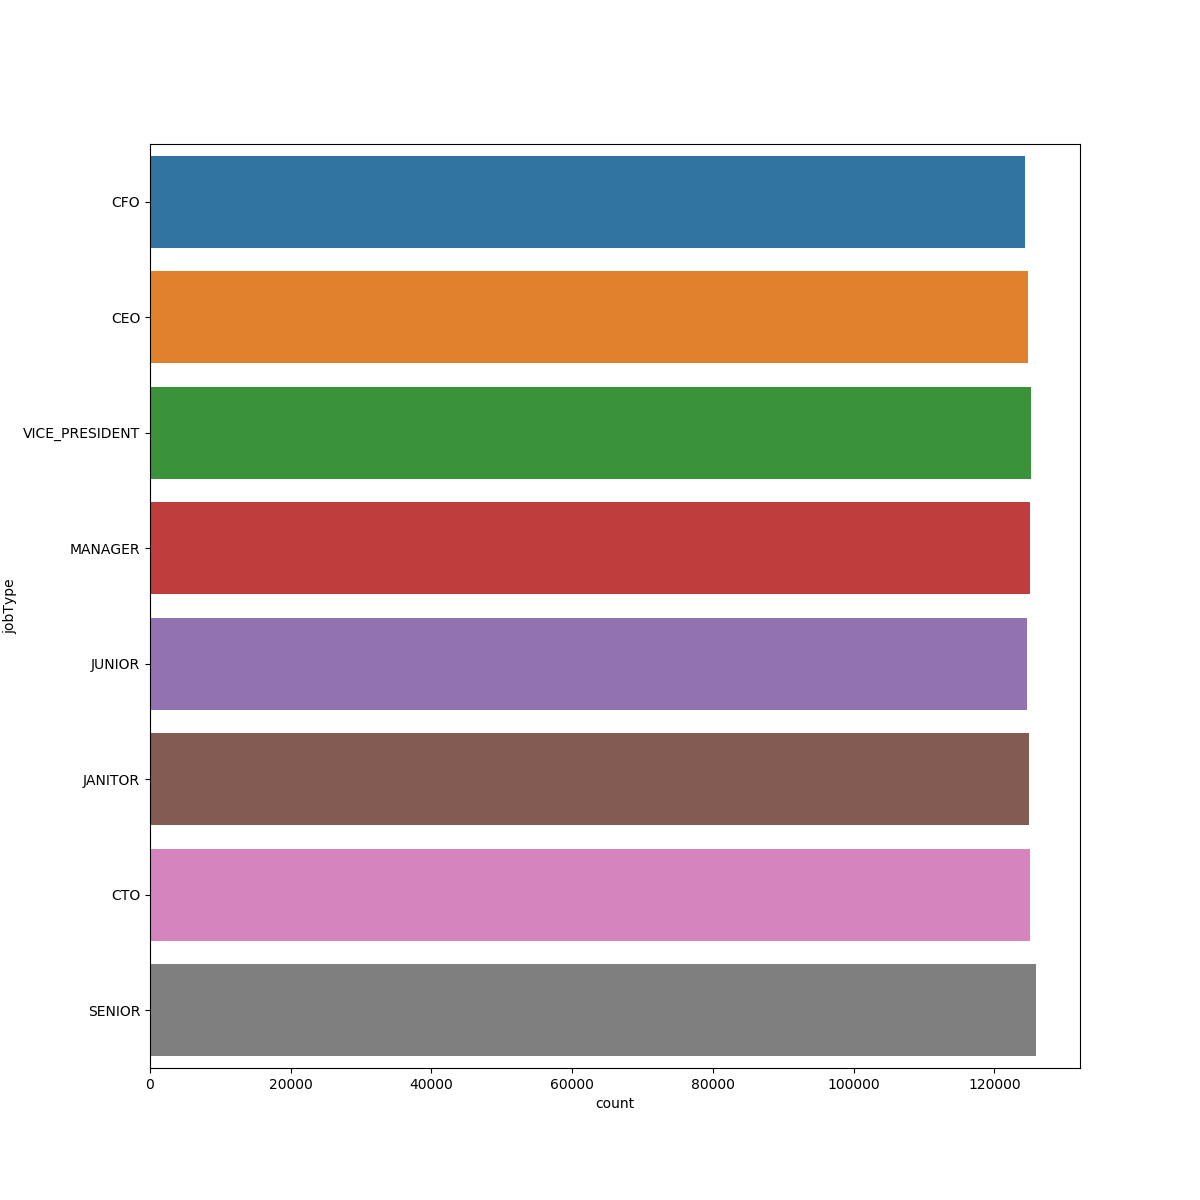 CFO
CEO
VICE_PRESIDENT
MANAGER
JUNIOR
JANITOR
CTO
SENIOR
jobType
0 20000 40000 60000 80000 100000 120000
count